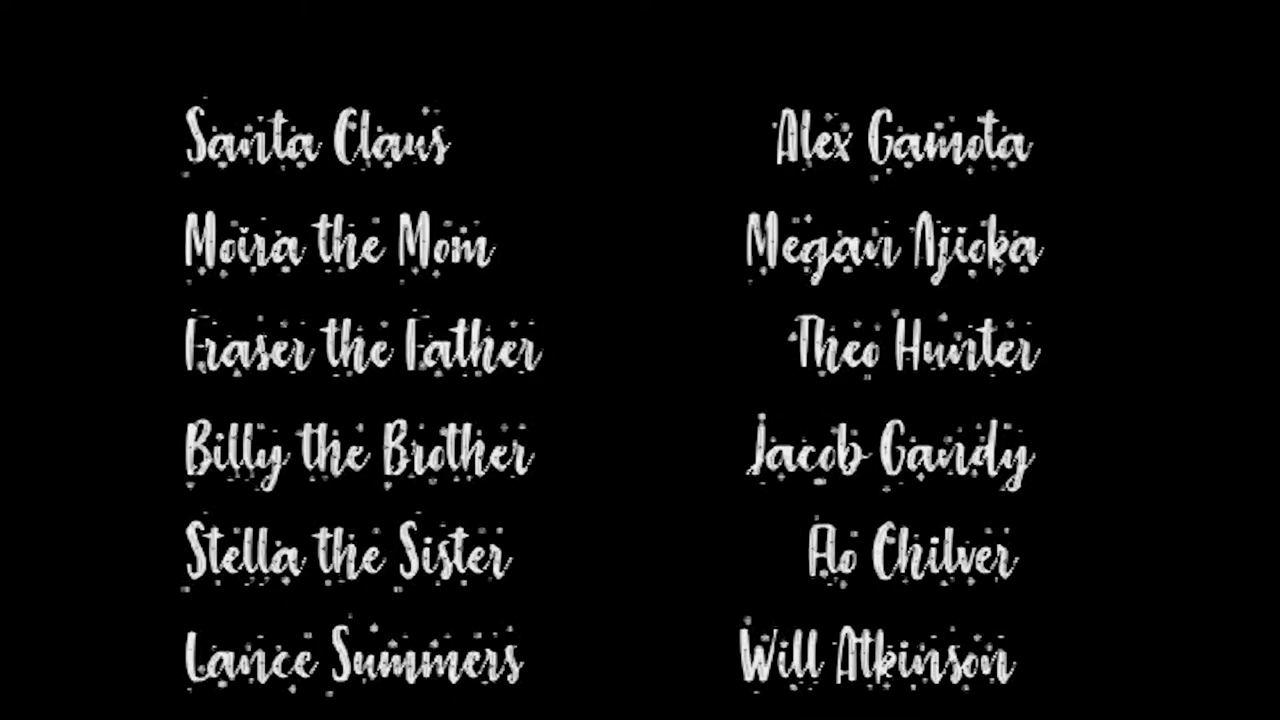 Santa Claus Alex Gamota
Moira the Mom Megan Ajioka
Fraser the Father Theo Hunter
Billy the Brother Jacob Gandy
Stella the Sister Flo Chilver
Lance Summers Will Atkinson